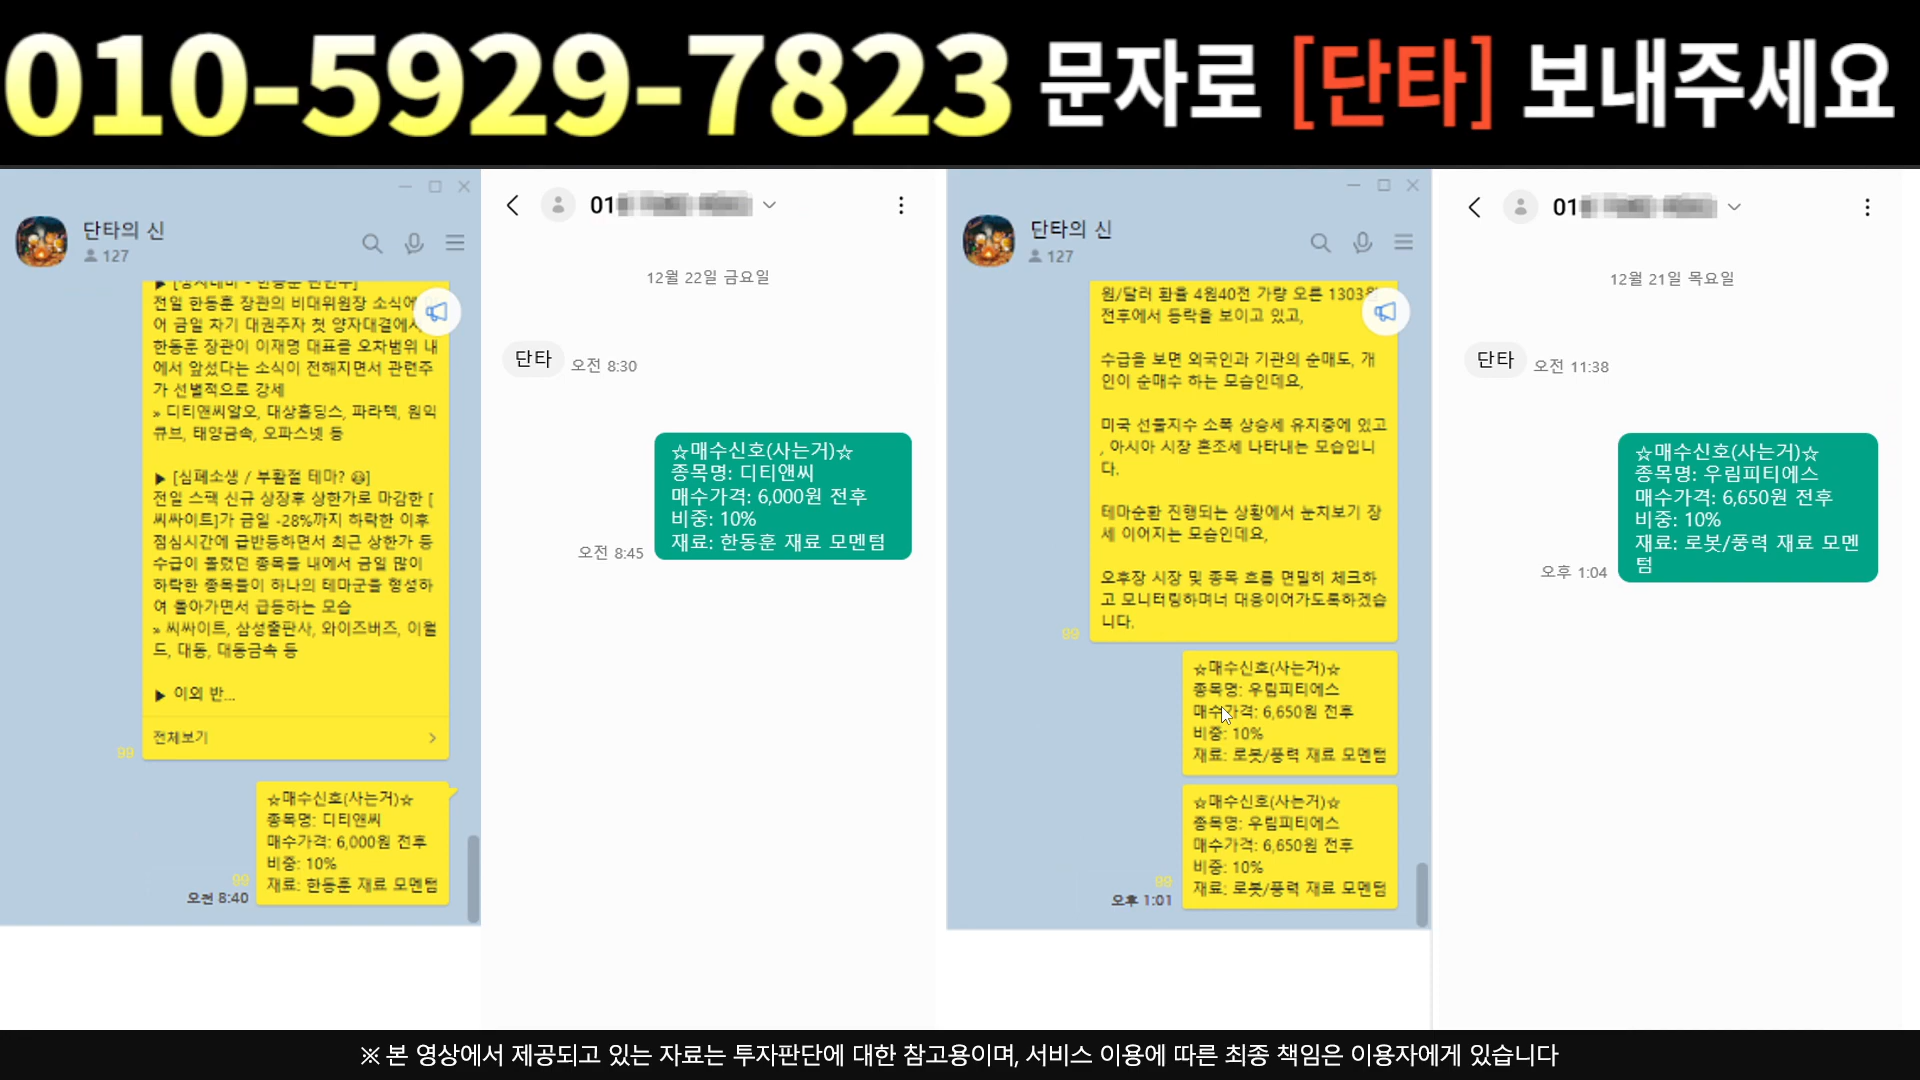 010-5929-7823 문자로 [단타] 보내주세요
단타의 신
127
전일 한동훈 장관의 비대위원장 소식에
어 금일 차기 대권주자 첫 양자대결에서
한동훈 장관이 이재명 대표를 오차범위 내
에서 앞섰다는 소식이 전해지면서 관련주
가 선별적으로 강세
» 디티앤씨알오, 대상홀딩스, 파라텍, 원익
큐브, 태양금속, 오파스넷 등
▶ [심폐소생 / 부활절 테마? 😃]
전일 스팩 신규 상장후 상한가로 마감한 [
씨싸이트]가 금일 -28%까지 하락한 이후
점심시간에 급반등하면서 최근 상한가 등
수급이 몰렸던 종목들 내에서 금일 많이
하락한 종목들이 하나의 테마군을 형성하
여 돌아가면서 급등하는 모습
» 씨싸이트, 삼성출판사, 와이즈버즈, 이월
드, 대동, 대동금속 등
▶ 이외 반...
전체보기
99
☆매수신호(사는거)☆
종목명: 디티앤씨
매수가격: 6,000원 전후
비중: 10%
재료: 한동훈 재료 모멘텀
99
오전 8:40
01
12월 22일 금요일
단타
오전 8:30
☆매수신호(사는거)☆
종목명: 디티앤씨
매수가격: 6,000원 전후
비중: 10%
재료: 한동훈 재료 모멘텀
오전 8:45
단타의 신
127
원/달러 환율 4원40전 가량 오른 1303원
전후에서 등락을 보이고 있고,
수급을 보면 외국인과 기관의 순매도, 개
인이 순매수 하는 모습인데요,
미국 선물지수 소폭 상승세 유지중에 있고
, 아시아 시장 혼조세 나타내는 모습입니
다.
테마순환 진행되는 상황에서 눈치보기 장
세 이어지는 모습인데요,
오후장 시장 및 종목 흐름 면밀히 체크하
고 모니터링하며너 대응이어가도록하겠습
니다.
99
☆매수신호(사는거)☆
종목명: 우림피티에스
매수가격: 6,650원 전후
비중: 10%
재료: 로봇/풍력 재료 모멘텀
☆매수신호(사는거)☆
종목명: 우림피티에스
매수가격: 6,650원 전후
비중: 10%
재료: 로봇/풍력 재료 모멘텀
99
오후 1:01
01
12월 21일 목요일
단타
오전 11:38
☆매수신호(사는거)☆
종목명: 우림피티에스
매수가격: 6,650원 전후
비중: 10%
재료: 로봇/풍력 재료 모멘
텀
오후 1:04
※ 본 영상에서 제공되고 있는 자료는 투자판단에 대한 참고용이며, 서비스 이용에 따른 최종 책임은 이용자에게 있습니다